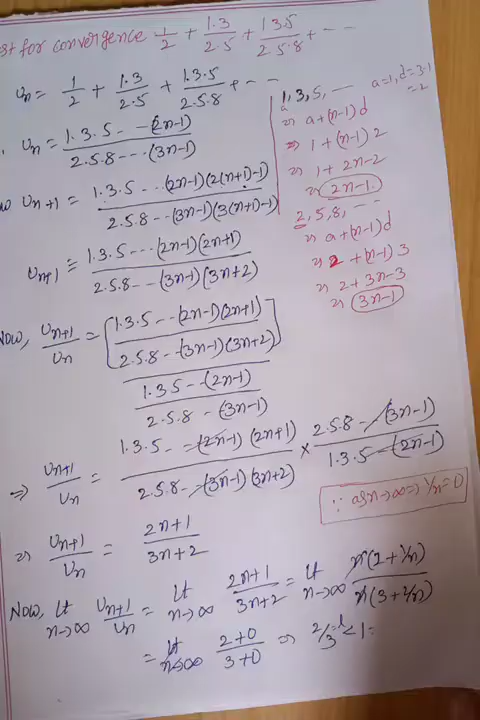 st for convergence 1/2 + 1.3/2.5 + 1.3.5/2.5.8 + - -
Un = 1/2 + 1.3/2.5 + 1.3.5/2.5.8 + - -
Un = 1.3.5 - - (2n-1) / 2.5.8 - - - (3n-1)
Un+1 = 1.3.5 - - - (2n-1)(2(n+1)-1) / 2.5.8 - - (3n-1)(3(n+1)-1)
Un+1 = 1.3.5 - - - (2n-1)(2n+1) / 2.5.8 - - (3n-1)(3n+2)
Now, Un+1/Un = [1.3.5 - - (2n-1)(2n+1) / 2.5.8 - - (3n-1)(3n+2)] / 1.3.5 - - (2n-1) / 2.5.8 - (3n-1)
⇒ Un+1/Un = 1.3.5 - - (2n-1)(2n+1) / 2.5.8 - - (3n-1)(3n+2) × 2.5.8 - (3n-1) / 1.3.5 - (2n-1)
⇒ Un+1/Un = 2n+1 / 3n+2
Now, Lt n→∞ Un+1/Un = Lt n→∞ 2n+1 / 3n+2 = Lt n→∞ n(2+1/n) / n(3+2/n)
= Lt n→∞ 2+0 / 3+0 ⇒ 2/3 < 1
1, 3, 5, - - a=1, d=3-1
a =2
⇒ a+(n-1)d
⇒ 1+(n-1)2
⇒ 1+2n-2
⇒ 2n-1
2, 5, 8, - -
⇒ a+(n-1)d
⇒ 2+(n-1)3
⇒ 2+3n-3
⇒ 3n-1
∵ as n→∞ ⇒ 1/n = 0